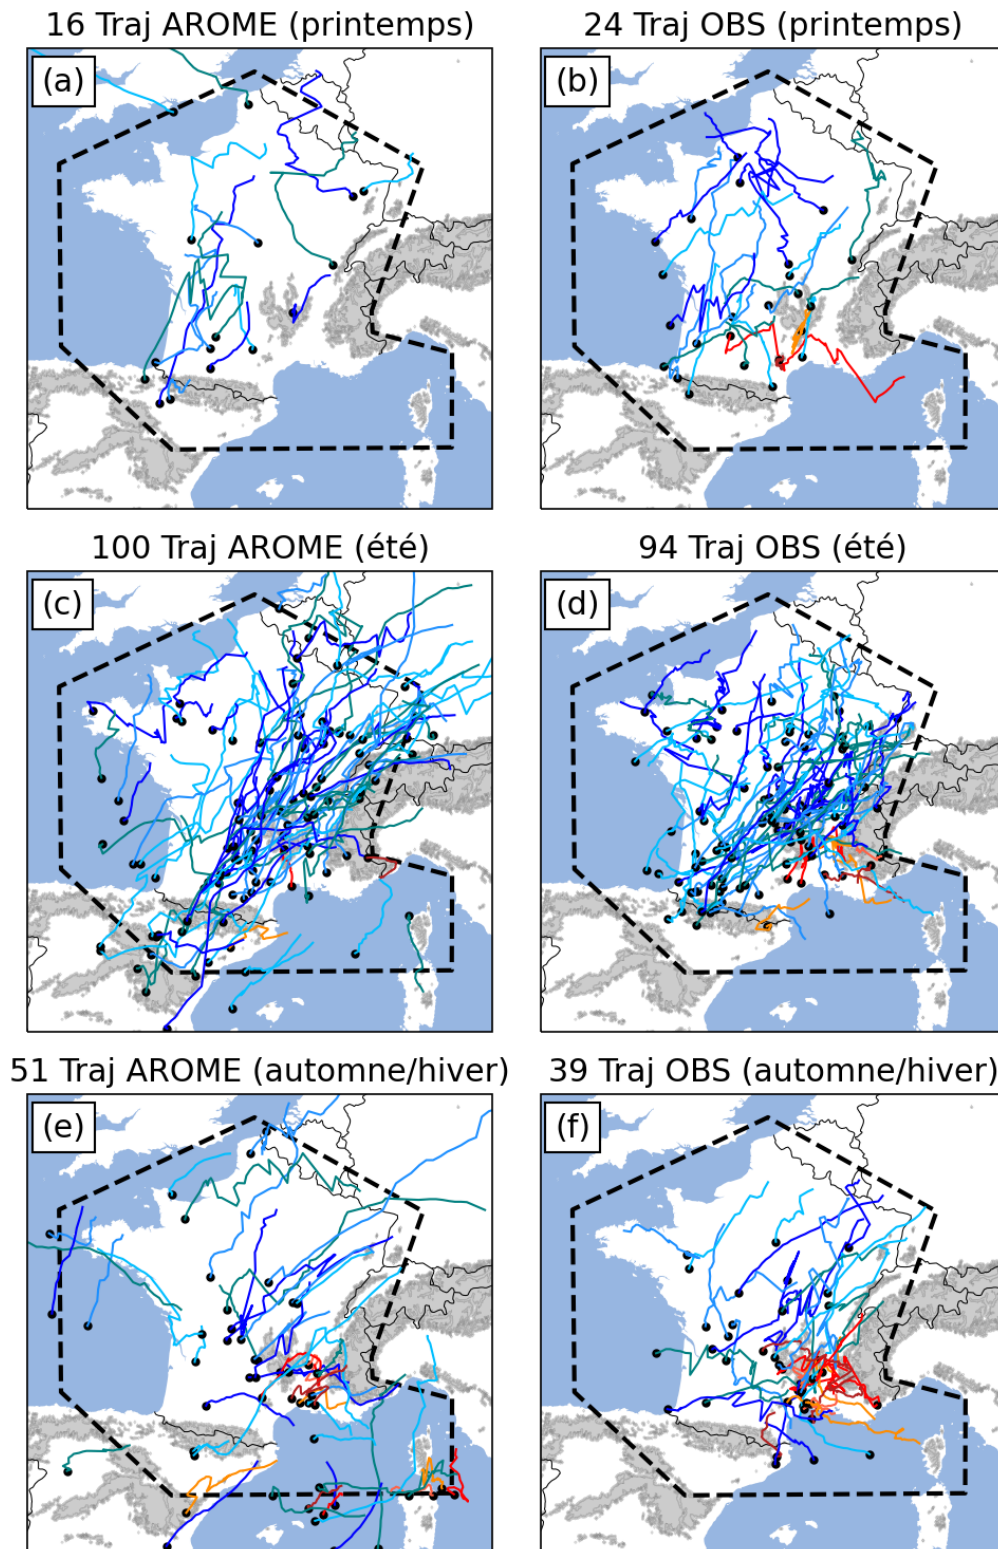 16 Traj AROME (printemps)
24 Traj OBS (printemps)
(a)
(b)
100 Traj AROME (été)
94 Traj OBS (été)
(c)
(d)
51 Traj AROME (automne/hiver)
39 Traj OBS (automne/hiver)
(e)
(f)